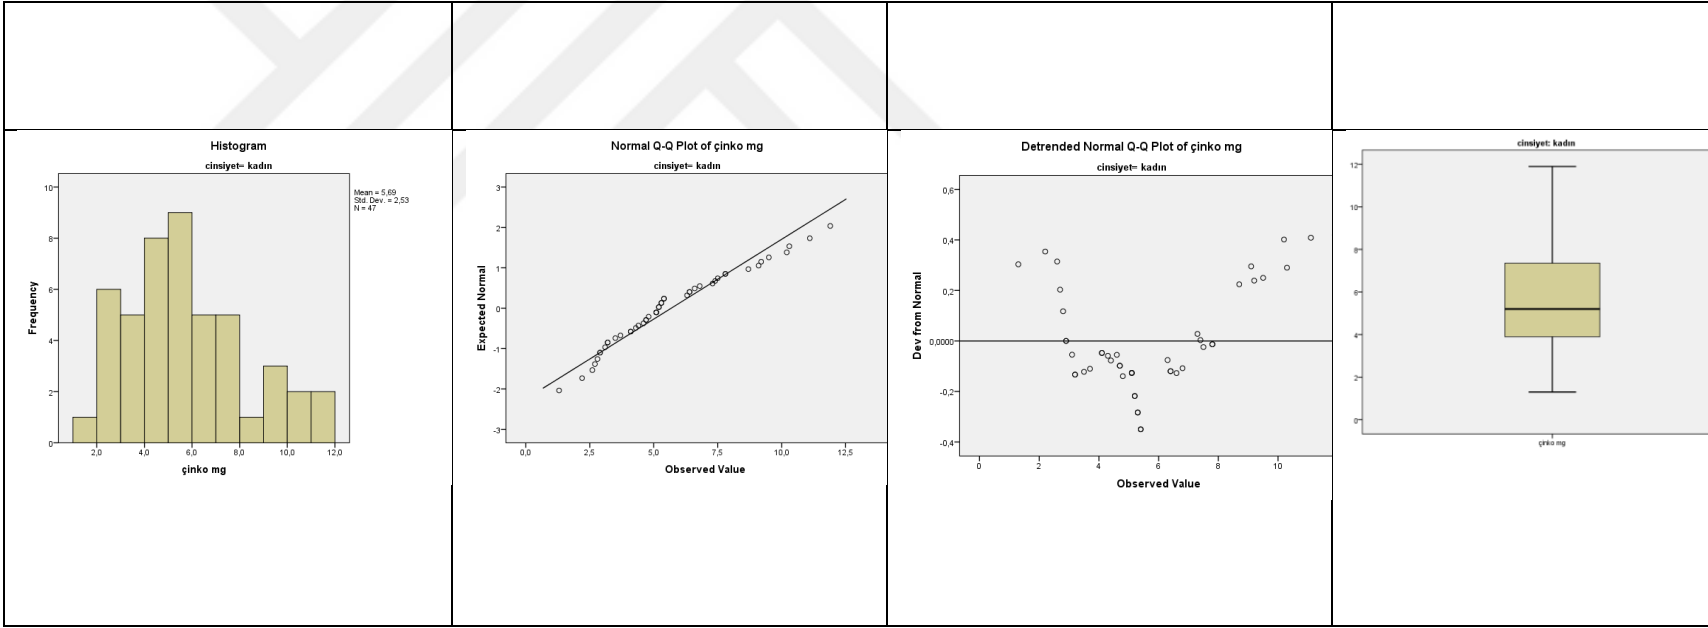 Histogram
cinsiyet= kadın
Mean = 5,69
Std. Dev. = 2,53
N = 47
10
8
6
4
2
0
2,0 4,0 6,0 8,0 10,0 12,0
Frequency
çinko mg
Normal Q-Q Plot of çinko mg
cinsiyet= kadın
3
2
1
0
-1
-2
-3
0,0 2,5 5,0 7,5 10,0 12,5
Expected Normal
Observed Value
Detrended Normal Q-Q Plot of çinko mg
cinsiyet= kadın
0,6
0,4
0,2
0,0000
-0,2
-0,4
0 2 4 6 8 10
Dev from Normal
Observed Value
cinsiyet: kadın
12
10
8
6
4
2
0
çinko mg